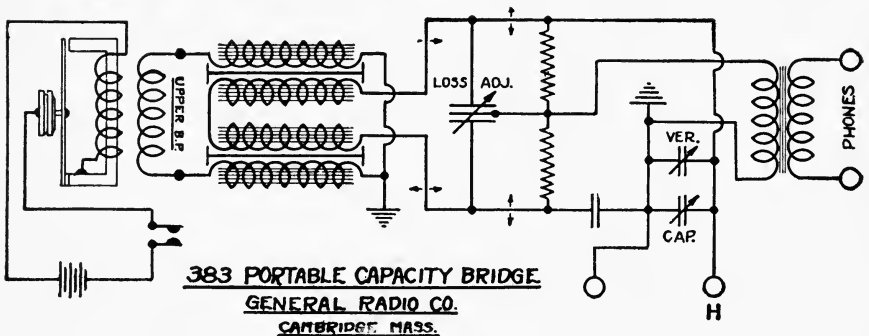 UPPER B.P.
LOSS ADJ.
VER.
CAP.
PHONES
H
383 PORTABLE CAPACITY BRIDGE
GENERAL RADIO CO.
CAMBRIDGE MASS.